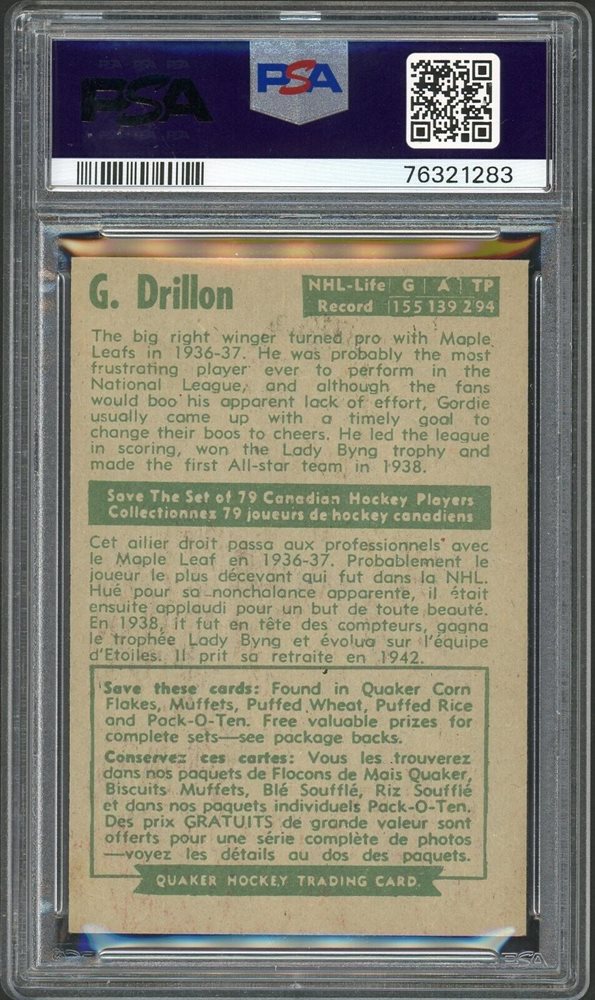 PSA
PSA
76321283
G. Drillon
NHL-Life G A TP
Record 155 139 294
The big right winger turned pro with Maple
Leafs in 1936-37. He was probably the most
frustrating player ever to perform in the
National League, and although the fans
would boo his apparent lack of effort, Gordie
usually came up with a timely goal to
change their boos to cheers. He led the league
in scoring, won the Lady Byng trophy and
made the first All-star team in 1938.
Save The Set of 79 Canadian Hockey Players
Collectionnez 79 joueurs de hockey canadiens
Cet ailier droit passa aux professionnels avec
le Maple Leaf en 1936-37. Probablement le
joueur le plus décevant qui fut dans la NHL.
Hué pour sa nonchalance apparente, il était
ensuite applaudi pour un but de toute beauté.
En 1938, it fut en tête des compteurs, gagna
le trophée Lady Byng et évolua sur l'équipe
d'Etoiles. Il prit sa retraite en 1942.
Save these cards: Found in Quaker Corn
Flakes, Muffets, Puffed Wheat, Puffed Rice
and Pack-O-Ten. Free valuable prizes for
complete sets—see package backs.
Conservez ces cartes: Vous les trouverez
dans nos paquets de Flocons de Mais Quaker,
Biscuits Muffets, Blé Soufflé, Riz Soufflé
et dans nos paquets individuels Pack-O-Ten.
Des prix GRATUITS de grande valeur sont
offerts pour une série complète de photos
—voyez les détails au dos des paquets.
QUAKER HOCKEY TRADING CARD
PSA